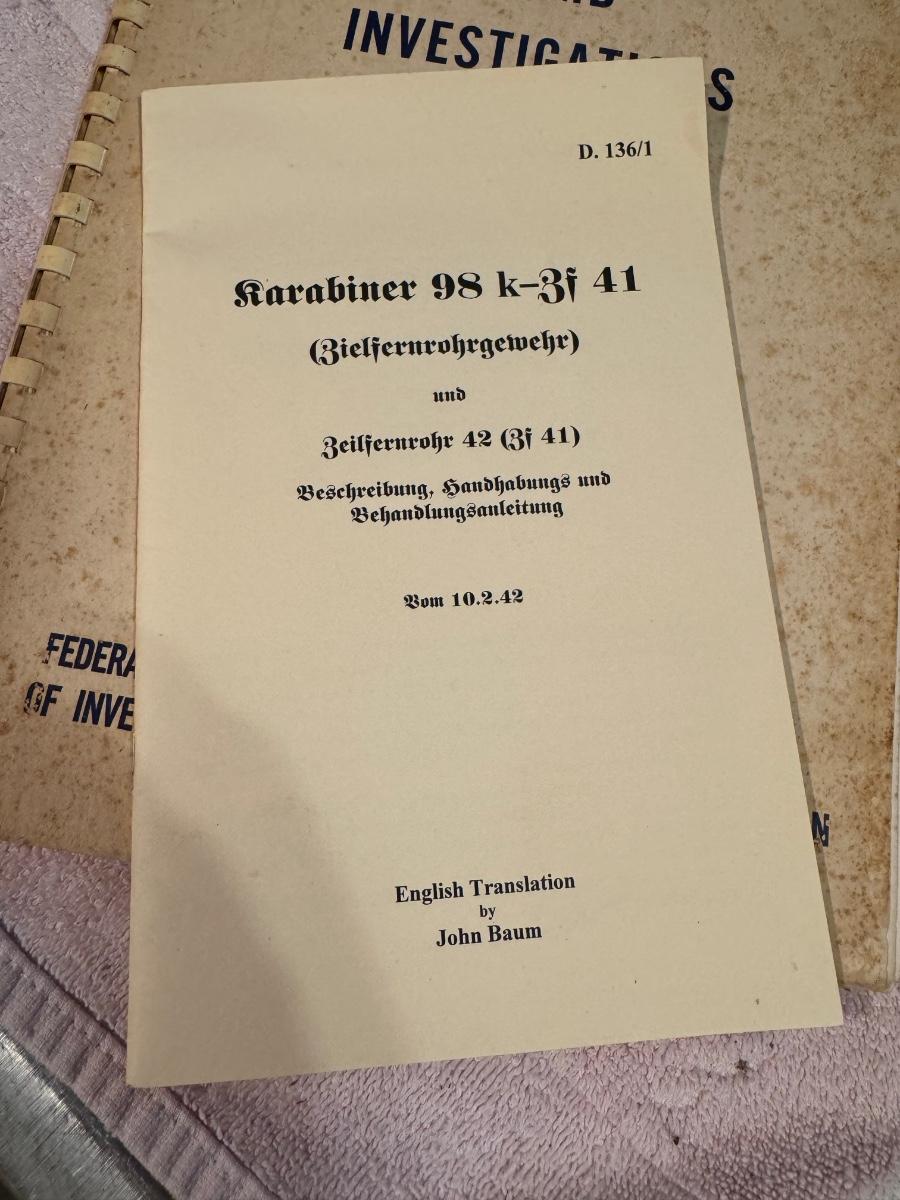 INVESTIGATIONS
D. 136/1
Karabiner 98 k–Zf 41
(Zielfernrohrgewehr)
und
Zeilfernrohr 42 (Zf 41)
Beschreibung, Handhabungs und
Behandlungsanleitung
Vom 10.2.42
FEDERA
OF INVE
N
English Translation
by
John Baum